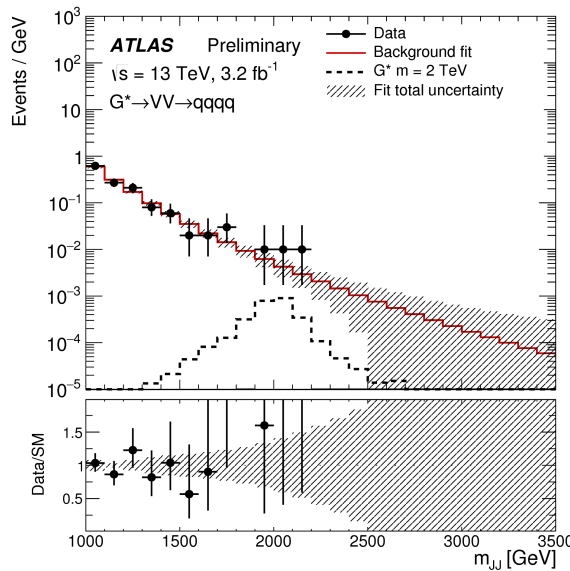 ATLAS Preliminary
√s = 13 TeV, 3.2 fb⁻¹
G*→VV→qqqq
Data
Background fit
G* m = 2 TeV
Fit total uncertainty
Events / GeV
10³
10²
10
1
10⁻¹
10⁻²
10⁻³
10⁻⁴
10⁻⁵
Data/SM
1.5
1
0.5
1000 1500 2000 2500 3000 3500
m_JJ [GeV]